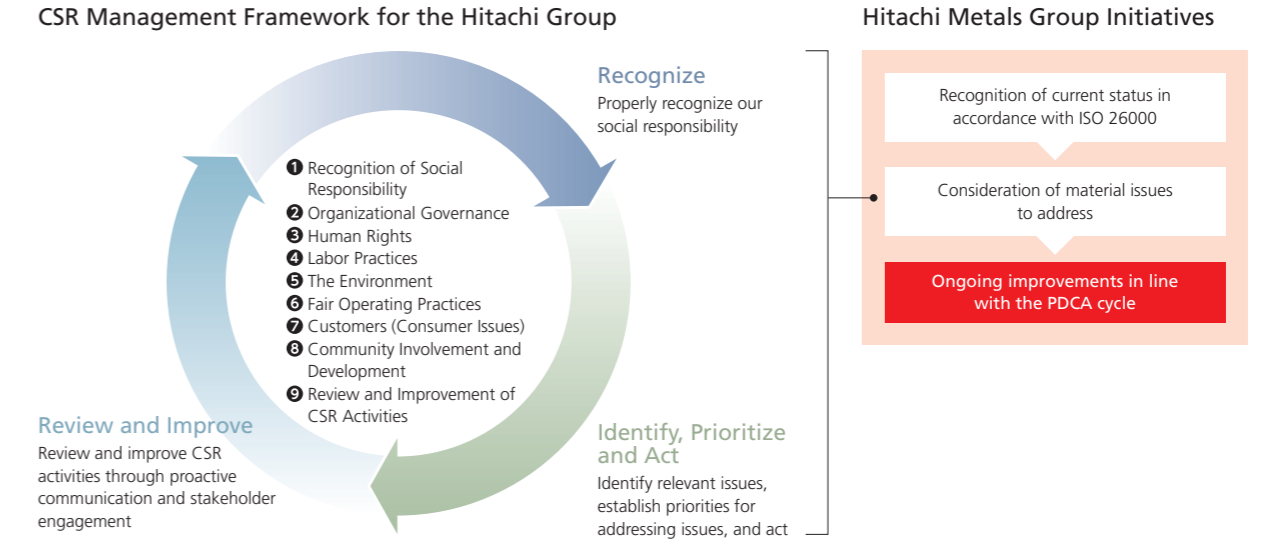 CSR Management Framework for the Hitachi Group
Hitachi Metals Group Initiatives
Recognize
Properly recognize our
social responsibility
❶ Recognition of Social
Responsibility
❷ Organizational Governance
❸ Human Rights
❹ Labor Practices
❺ The Environment
❻ Fair Operating Practices
❼ Customers (Consumer Issues)
❽ Community Involvement and
Development
❾ Review and Improvement of
CSR Activities
Review and Improve
Review and improve CSR
activities through proactive
communication and stakeholder
engagement
Identify, Prioritize
and Act
Identify relevant issues,
establish priorities for
addressing issues, and act
Recognition of current status in
accordance with ISO 26000
Consideration of material issues
to address
Ongoing improvements in line
with the PDCA cycle